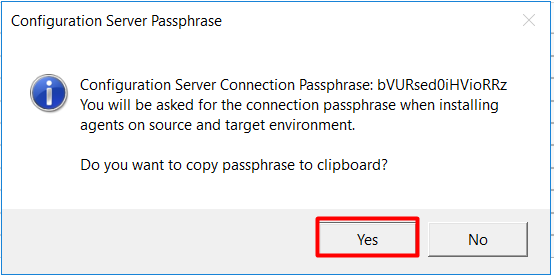 Configuration Server Passphrase
Configuration Server Connection Passphrase: bVURsed0iHVioRRz
You will be asked for the connection passphrase when installing
agents on source and target environment.
Do you want to copy passphrase to clipboard?
Yes
No